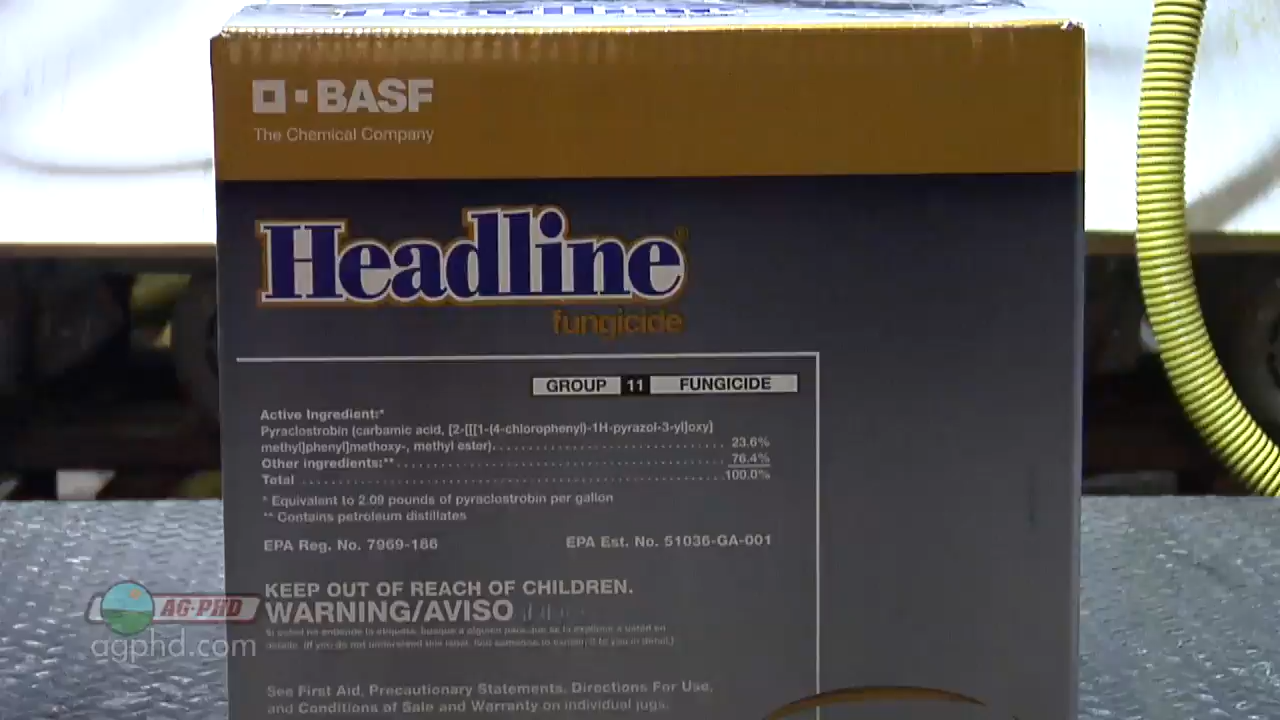 Headline
BASF
The Chemical Company
Headline®
fungicide
GROUP 11 FUNGICIDE
Active Ingredient:*
Pyraclostrobin (carbamic acid, [2-[[[1-(4-chlorophenyl)-1H-pyrazol-3-yl]oxy]
methyl]phenyl]methoxy-, methyl ester). 23.6%
Other ingredients:** 76.4%
Total 100.0%
* Equivalent to 2.09 pounds of pyraclostrobin per gallon
** Contains petroleum distillates
EPA Reg. No. 7969-186 EPA Est. No. 51036-GA-001
KEEP OUT OF REACH OF CHILDREN.
WARNING/AVISO
Si usted no entiende la etiqueta, busque a alguien para que se la explique a usted en
detalle. (If you do not understand this label, find someone to explain it to you in detail.)
See First Aid, Precautionary Statements, Directions For Use,
and Conditions of Sale and Warranty on individual jugs.
AG-PHD
agphd.com